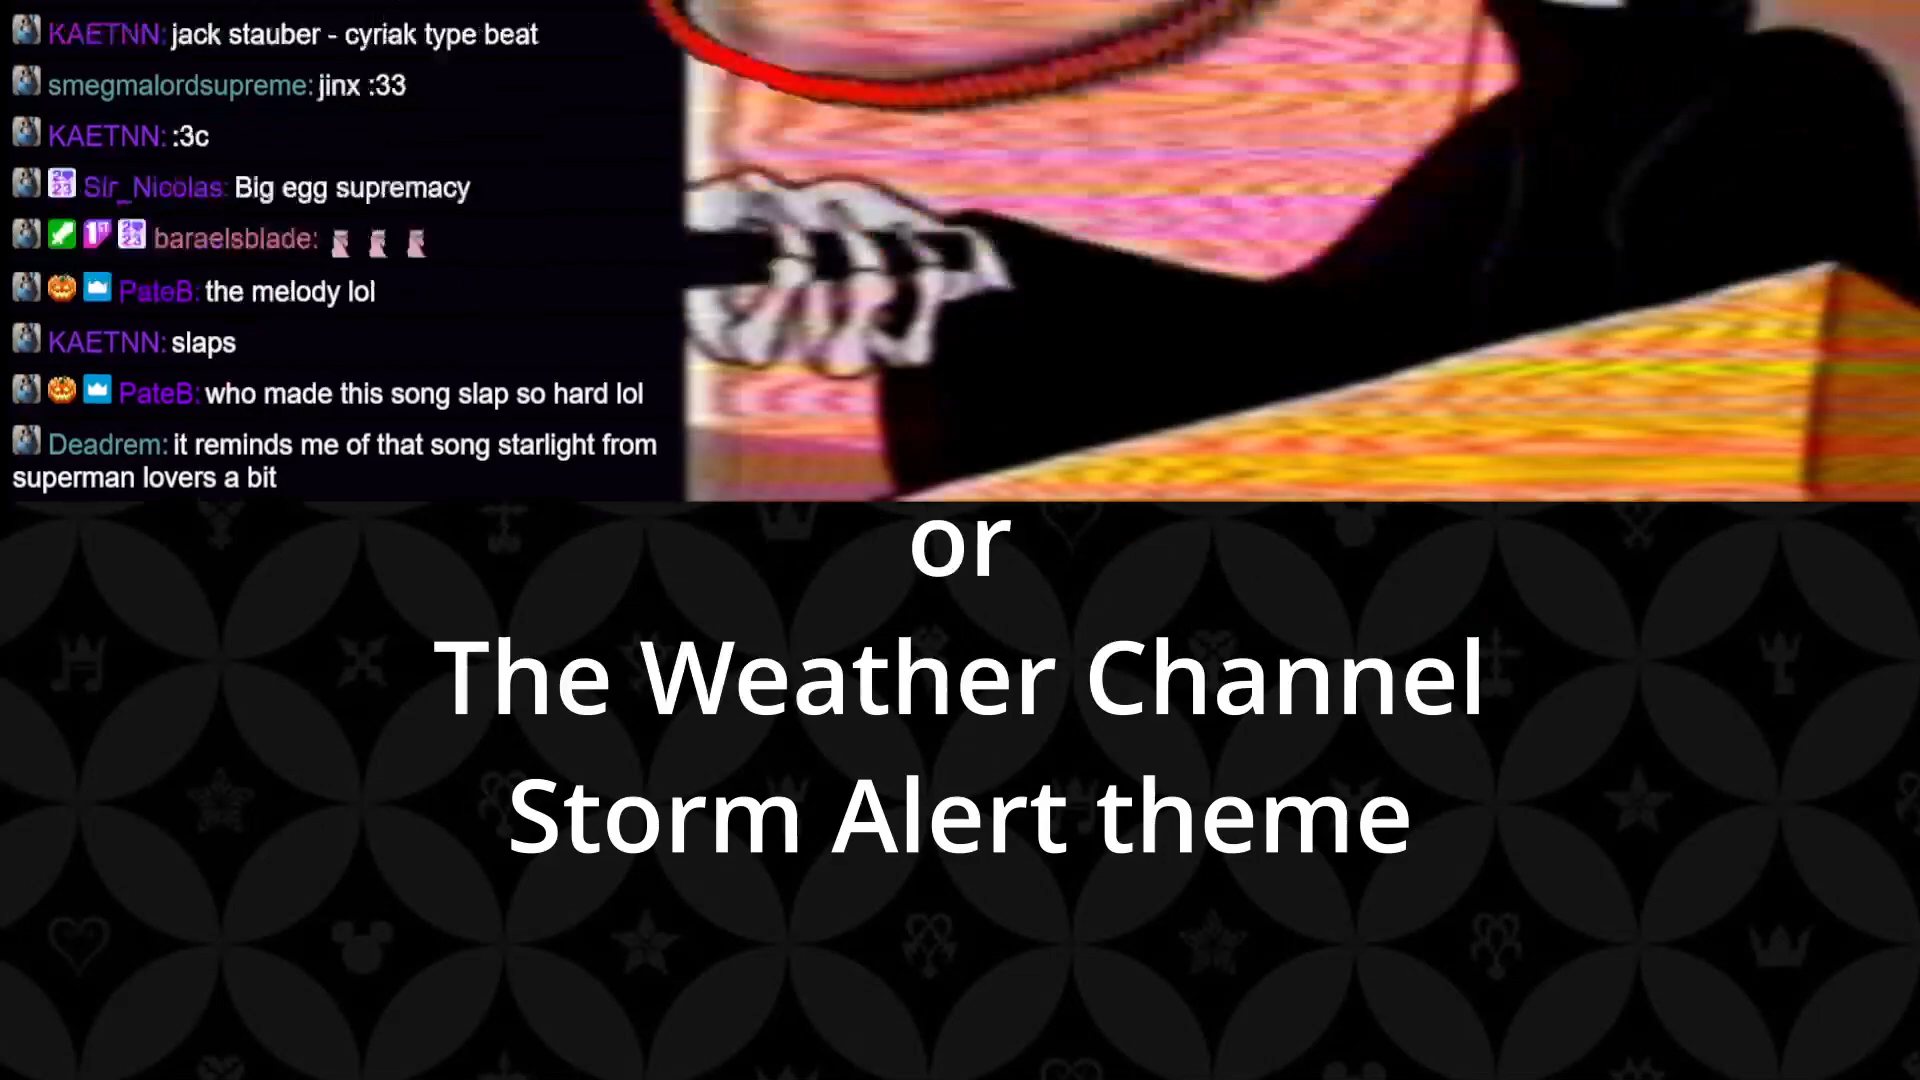 KAETNN: jack stauber - cyriak type beat
smegmalordsupreme: jinx :33
KAETNN: :3c
Sir_Nicolas: Big egg supremacy
baraelsblade:
PateB: the melody lol
KAETNN: slaps
PateB: who made this song slap so hard lol
Deadrem: it reminds me of that song starlight from
superman lovers a bit
or
The Weather Channel
Storm Alert theme